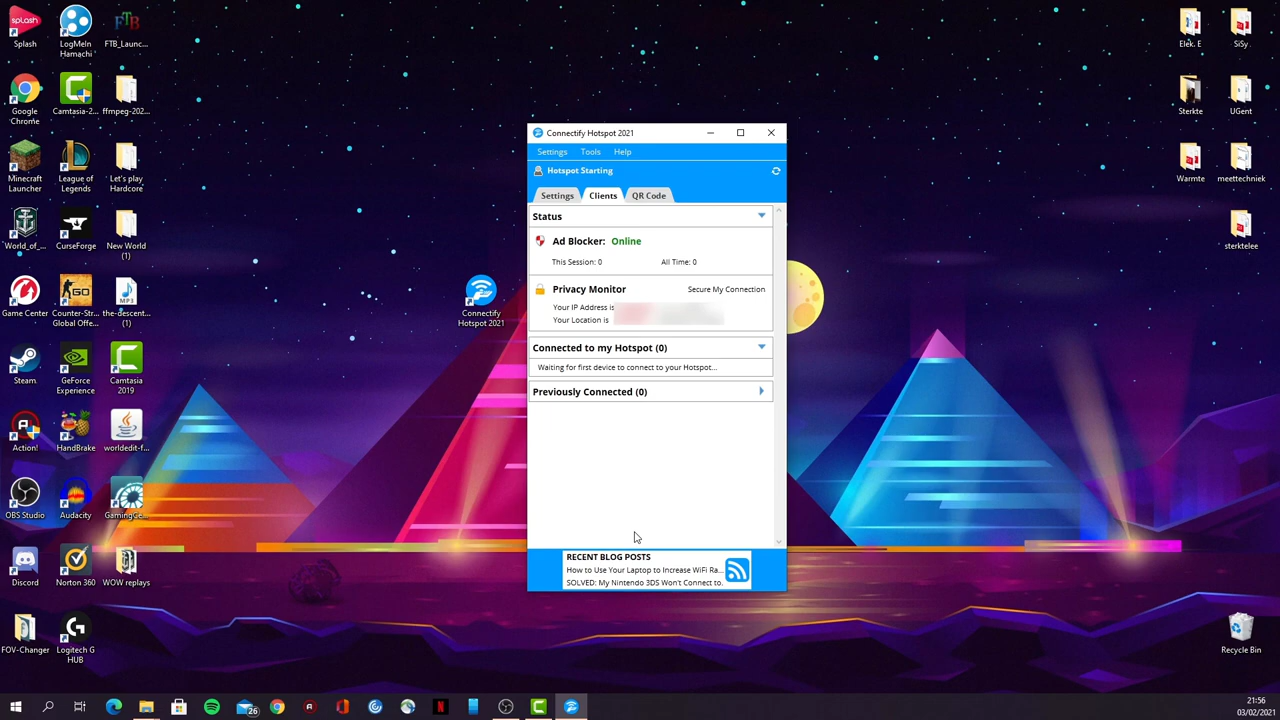 Splash
LogMeIn
Hamachi
FTB_Launc...
Google
Chrome
Camtasia-2...
ffmpeg-202...
Minecraft
Launcher
League of
Legends
Let's play
Hardcore
World_of_...
CurseForge
New World
(1)
Game Center
Counter-Str...
Global Offe...
MP3
the-descent...
(1)
Steam
GeForce
Experience
Camtasia
2019
Action!
HandBrake
worldedit-f...
OBS Studio
Audacity
GamingCe...
Discord
Norton 360
WOW replays
FOV-Changer
Logitech G
HUB
Connectify
Hotspot 2021
Connectify Hotspot 2021
Settings Tools Help
Hotspot Starting
Settings Clients QR Code
Status
Ad Blocker: Online
This Session: 0 All Time: 0
Privacy Monitor Secure My Connection
Your IP Address is
Your Location is
Connected to my Hotspot (0)
Waiting for first device to connect to your Hotspot...
Previously Connected (0)
RECENT BLOG POSTS
How to Use Your Laptop to Increase WiFi Ra...
SOLVED: My Nintendo 3DS Won't Connect to.
Elek. E
SiSy
Sterkte
UGent
Warmte
meettechniek
sterktelee
Recycle Bin
26
21:56
03/02/2021